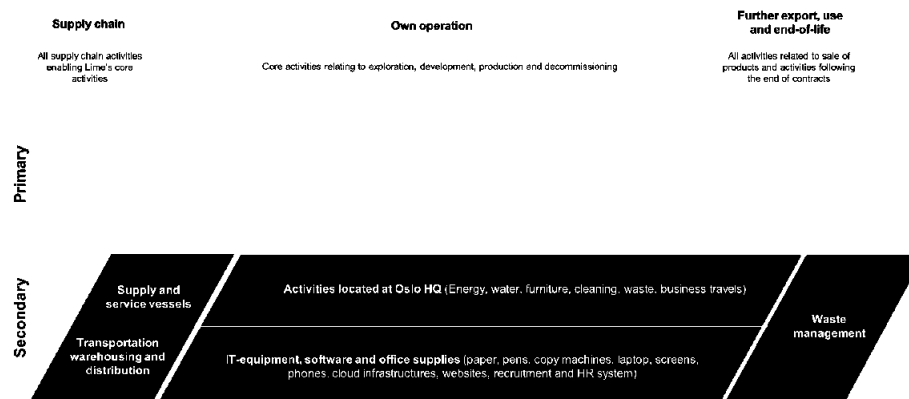 Supply chain
Own operation
Further export, use
and end-of-life
All supply chain activities
enabling Lime's core
activities
Core activities relating to exploration, development, production and decommissioning
All activities related to sale of
products and activities following
the end of contracts
Primary
Secondary
Supply and
service vessels
Transportation
warehousing and
distribution
Activities located at Oslo HQ (Energy, water, furniture, cleaning, waste, business travels)
IT-equipment, software and office supplies (paper, pens, copy machines, laptop, screens,
phones, cloud infrastructures, websites, recruitment and HR system)
Waste
management